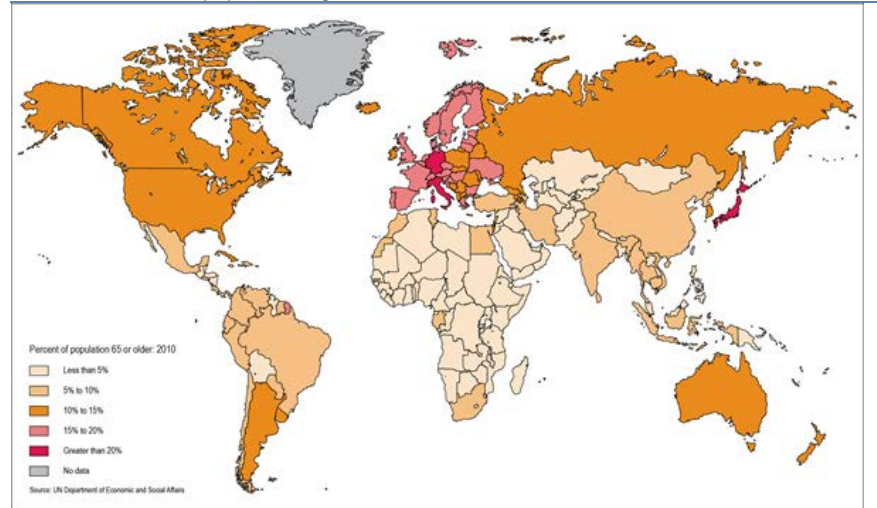 Percent of population 65 or older: 2010
Less than 5%
5% to 10%
10% to 15%
15% to 20%
Greater than 20%
No data
Source: UN Department of Economic and Social Affairs